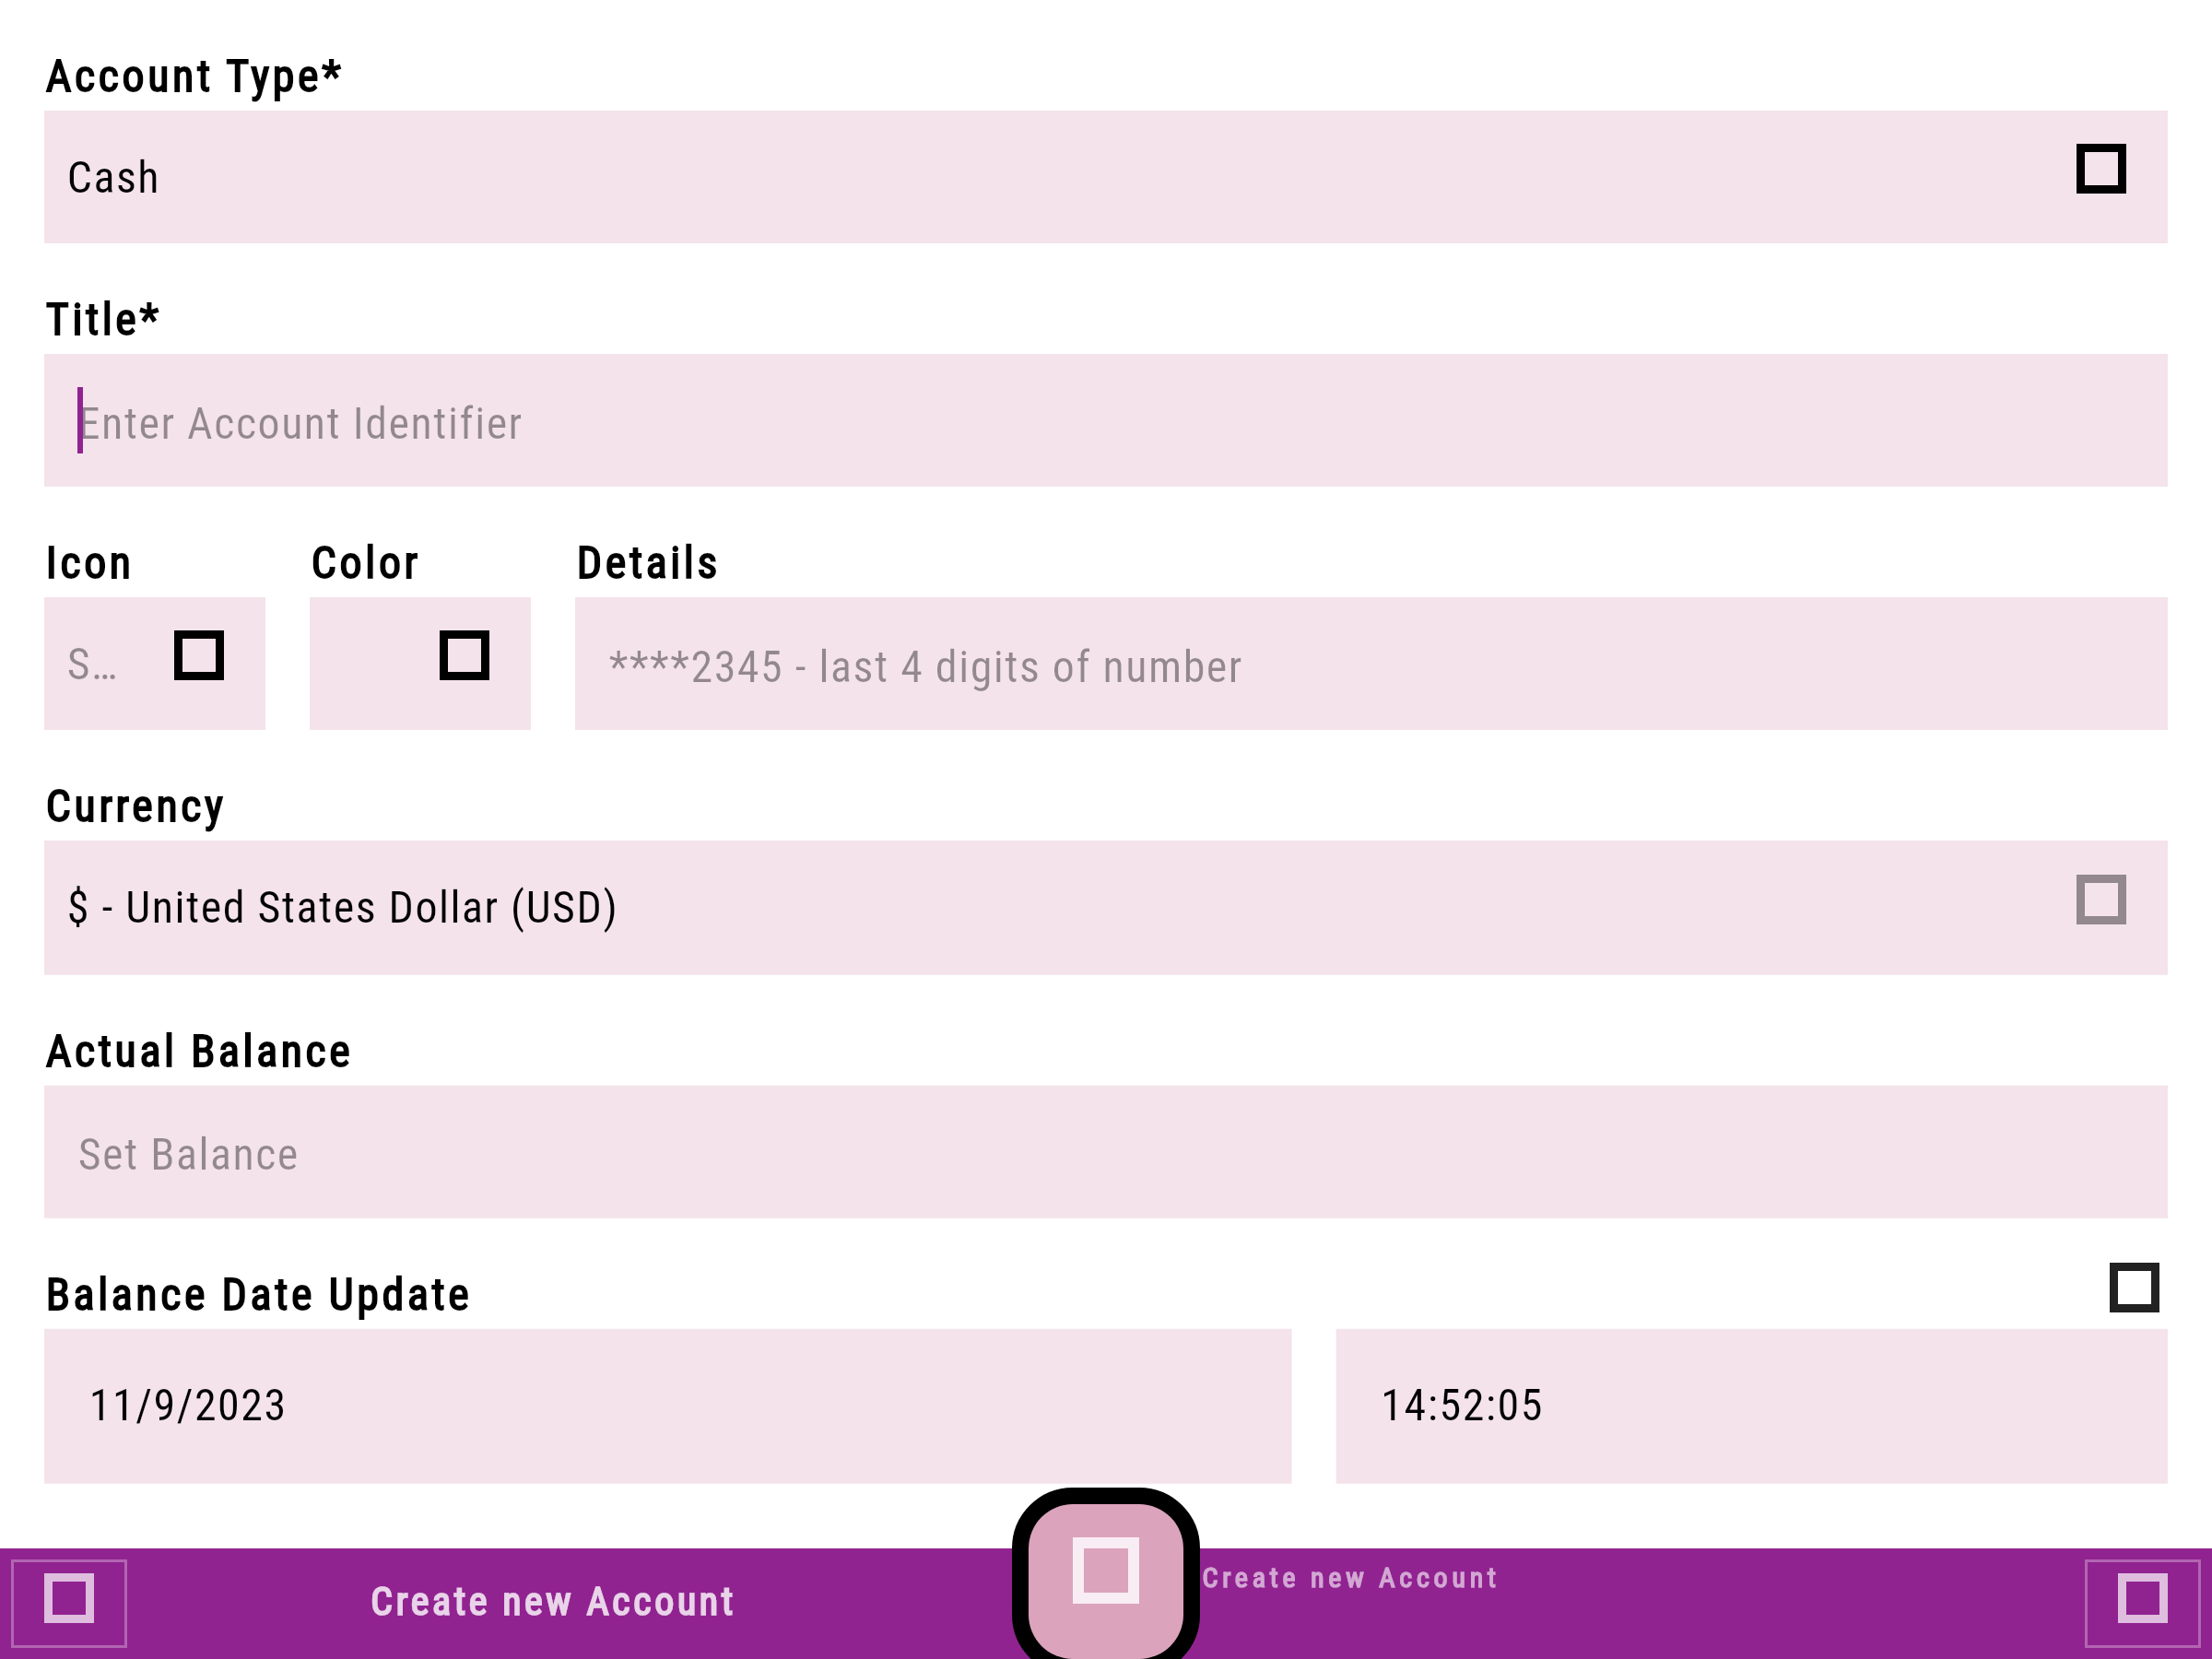 Account Type*
Cash
Title*
Enter Account Identifier
Icon
Color
Details
S…
****2345 - last 4 digits of number
Currency
$ - United States Dollar (USD)
Actual Balance
Set Balance
Balance Date Update
11/9/2023
14:52:05
Create new Account
Create new Account